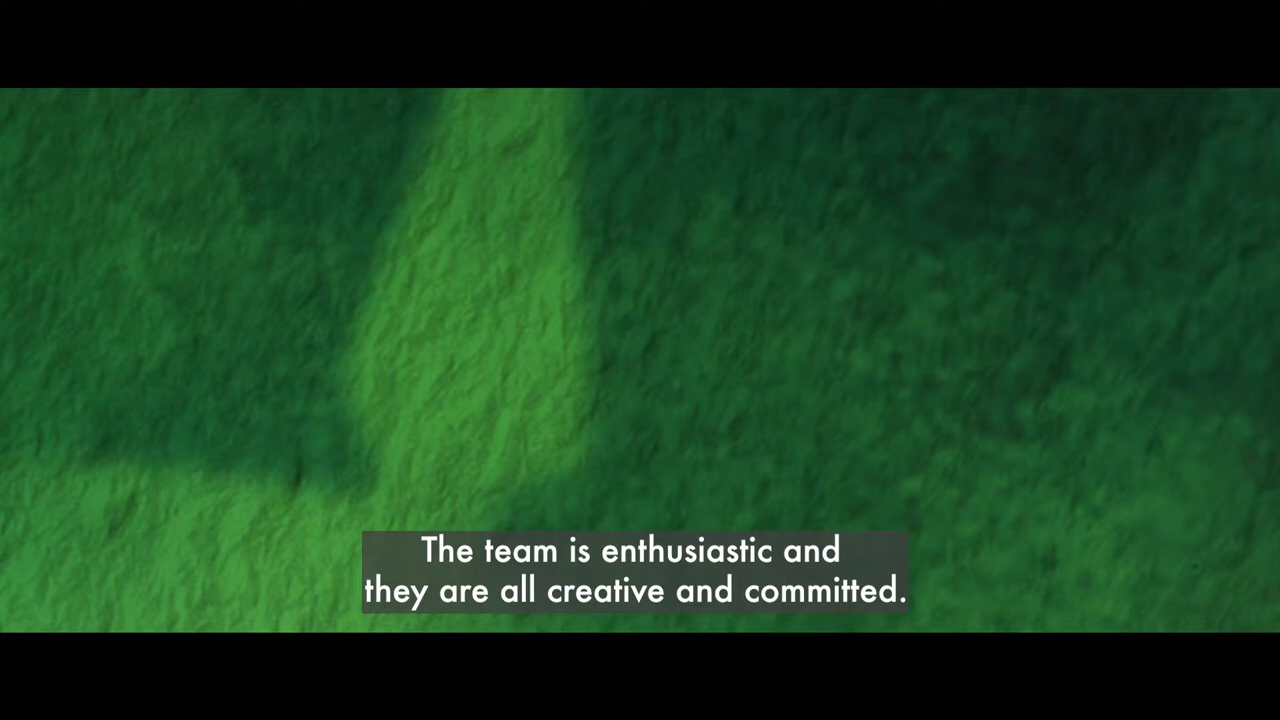 The team is enthusiastic and
they are all creative and committed.